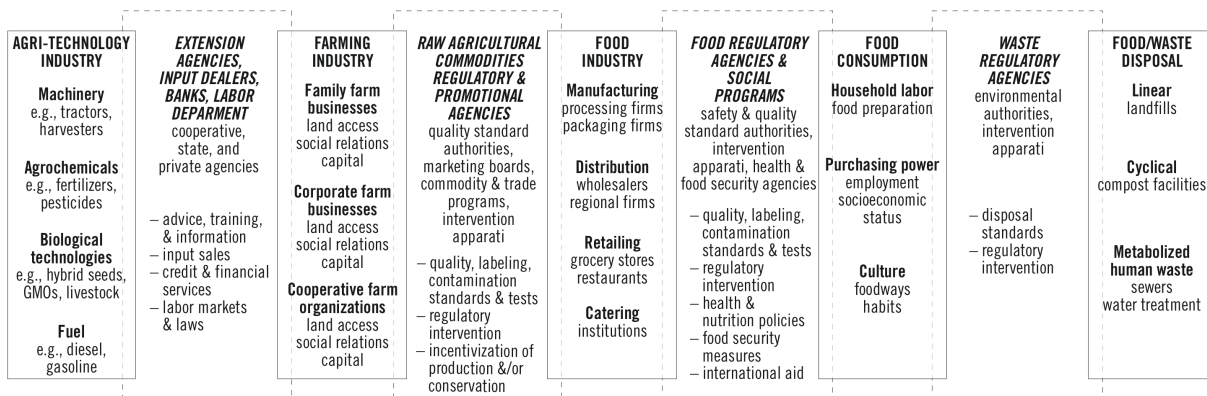 AGRI-TECHNOLOGY
INDUSTRY
Machinery
e.g., tractors,
harvesters
Agrochemicals
e.g., fertilizers,
pesticides
Biological
technologies
e.g., hybrid seeds,
GMOs, livestock
Fuel
e.g., diesel,
gasoline
EXTENSION
AGENCIES,
INPUT DEALERS,
BANKS, LABOR
DEPARMENT
cooperative,
state, and
private agencies
– advice, training,
& information
– input sales
– credit & financial
services
– labor markets
& laws
FARMING
INDUSTRY
Family farm
businesses
land access
social relations
capital
Corporate farm
businesses
land access
social relations
capital
Cooperative farm
organizations
land access
social relations
capital
RAW AGRICULTURAL
COMMODITIES
REGULATORY &
PROMOTIONAL
AGENCIES
quality standard
authorities,
marketing boards,
commodity & trade
programs,
intervention
apparati
– quality, labeling,
contamination
standards & tests
– regulatory
intervention
– incentivization of
production &/or
conservation
FOOD
INDUSTRY
Manufacturing
processing firms
packaging firms
Distribution
wholesalers
regional firms
Retailing
grocery stores
restaurants
Catering
institutions
FOOD REGULATORY
AGENCIES &
SOCIAL
PROGRAMS
safety & quality
standard authorities,
intervention
apparati, health &
food security agencies
– quality, labeling,
contamination
standards & tests
– regulatory
intervention
– health &
nutrition policies
– food security
measures
– international aid
FOOD
CONSUMPTION
Household labor
food preparation
Purchasing power
employment
socioeconomic
status
Culture
foodways
habits
WASTE
REGULATORY
AGENCIES
environmental
authorities,
intervention
apparati
– disposal
standards
– regulatory
intervention
FOOD/WASTE
DISPOSAL
Linear
landfills
Cyclical
compost facilities
Metabolized
human waste
sewers
water treatment